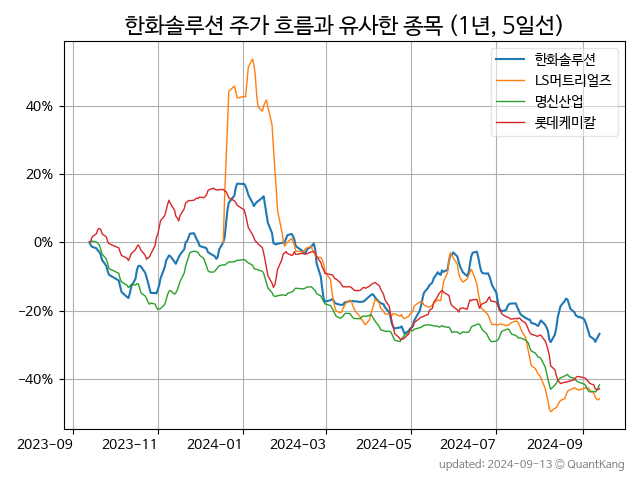 한화솔루션 주가 흐름과 유사한 종목 (1년, 5일선)
한화솔루션
LS머트리얼즈
명신산업
롯데케미칼
40%
20%
0%
−20%
−40%
2023−09 2023−11 2024−01 2024−03 2024−05 2024−07 2024−09
updated: 2024-09-13 © QuantKang